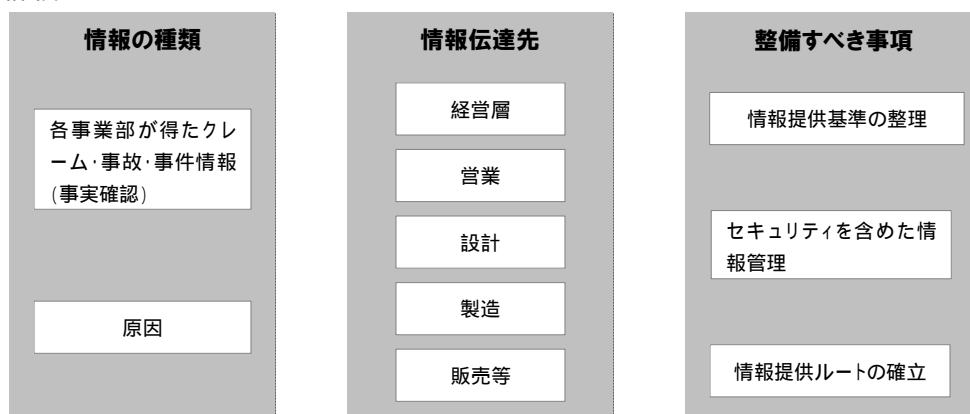 情報の種類
各事業部が得たクレ
ーム・事故・事件情報
(事実確認)
原因
情報伝達先
経営層
営業
設計
製造
販売等
整備すべき事項
情報提供基準の整理
セキュリティを含めた情
報管理
情報提供ルートの確立